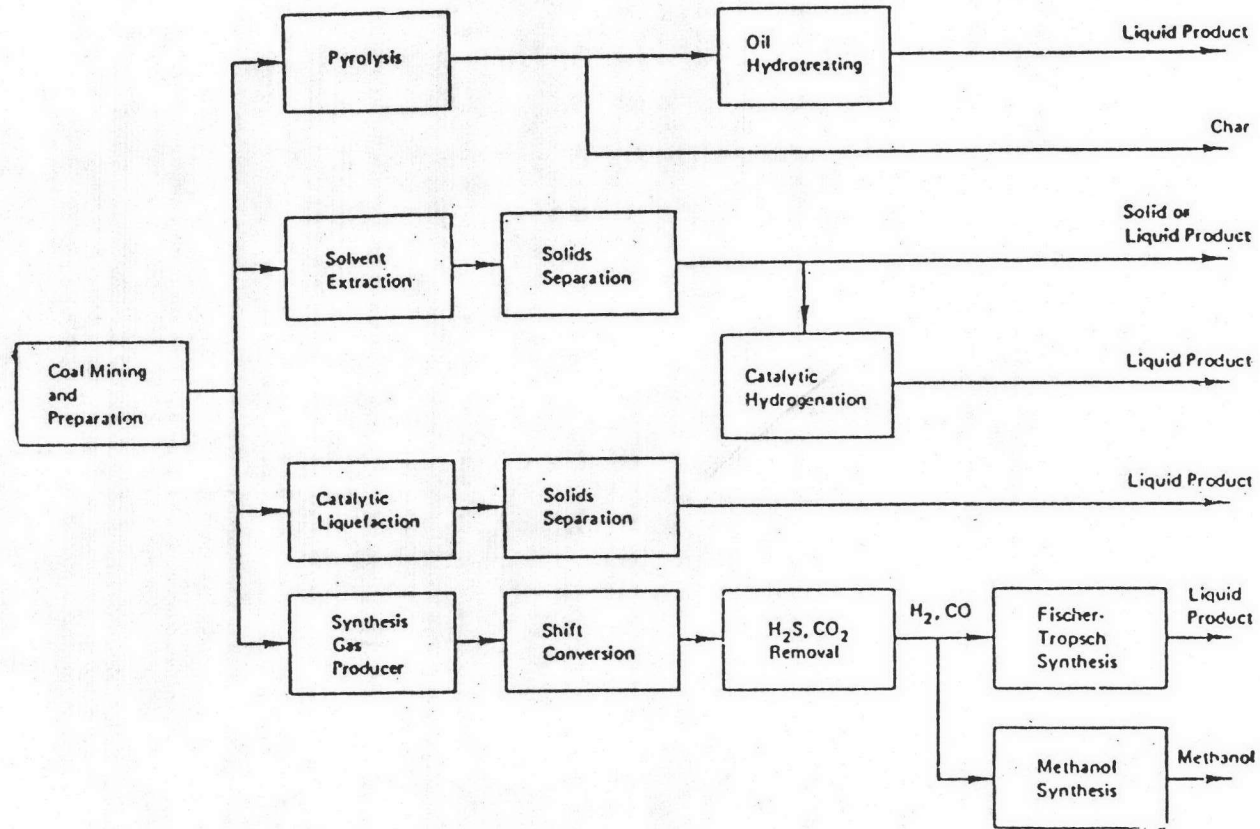 Pyrolysis
Oil
Hydrotreating
Liquid Product
Char
Solvent
Extraction
Solids
Separation
Solid or
Liquid Product
Coal Mining
and
Preparation
Catalytic
Hydrogenation
Liquid Product
Catalytic
Liquefaction
Solids
Separation
Liquid Product
Synthesis
Gas
Producer
Shift
Conversion
H₂S, CO₂
Removal
H₂, CO
Fischer-
Tropsch
Synthesis
Liquid
Product
Methanol
Synthesis
Methanol